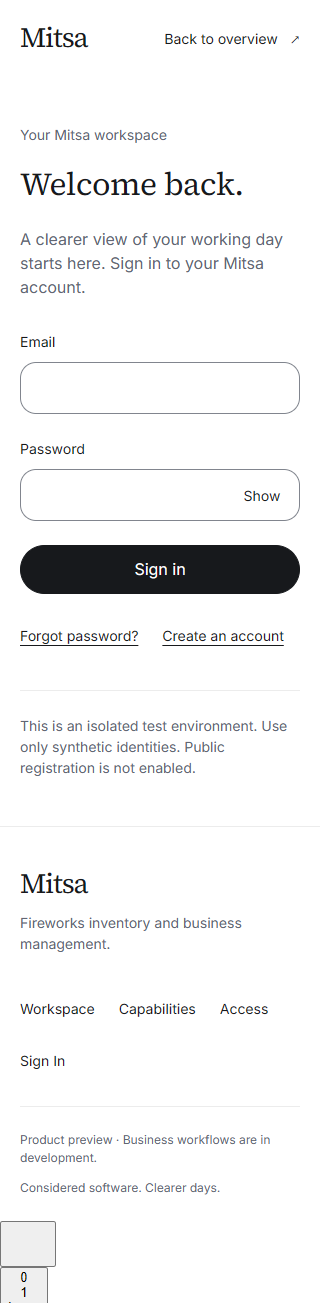 Mitsa
Back to overview ↗
Your Mitsa workspace
Welcome back.
A clearer view of your working day
starts here. Sign in to your Mitsa
account.
Email
Password
Show
Sign in
Forgot password? Create an account
This is an isolated test environment. Use
only synthetic identities. Public
registration is not enabled.
Mitsa
Fireworks inventory and business
management.
Workspace Capabilities Access
Sign In
Product preview · Business workflows are in
development.
Considered software. Clearer days.
0
1